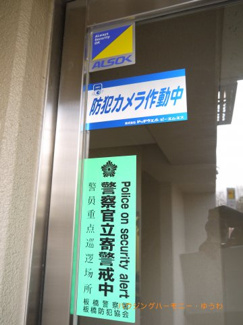 ALSOK
防犯カメラ作動中
Police on security alert
警察官立寄警戒中
警員重点巡邏場所
板橋警察署
板橋防犯協会